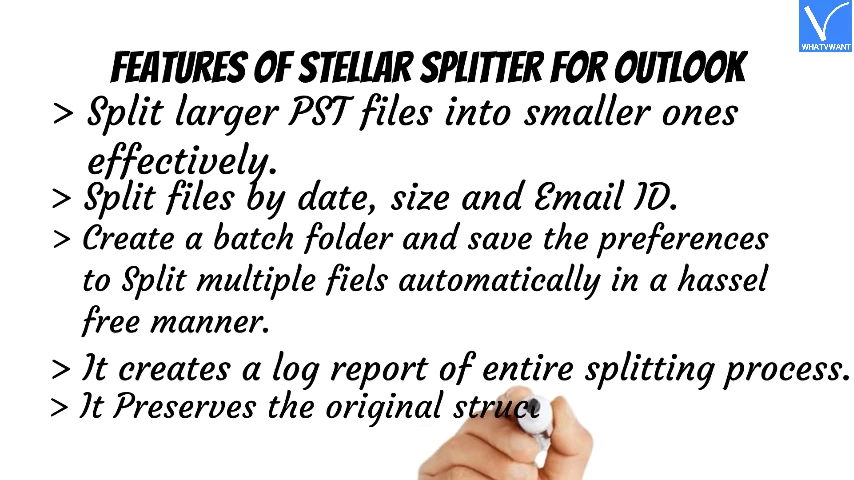 WHATVWANT
FEATURES OF STELLAR SPLITTER FOR OUTLOOK
> Split larger PST files into smaller ones
effectively.
> Split files by date, size and Email ID.
> Create a batch folder and save the preferences
to Split multiple fiels automatically in a hassel
free manner.
> It creates a log report of entire splitting process.
> It Preserves the original struct